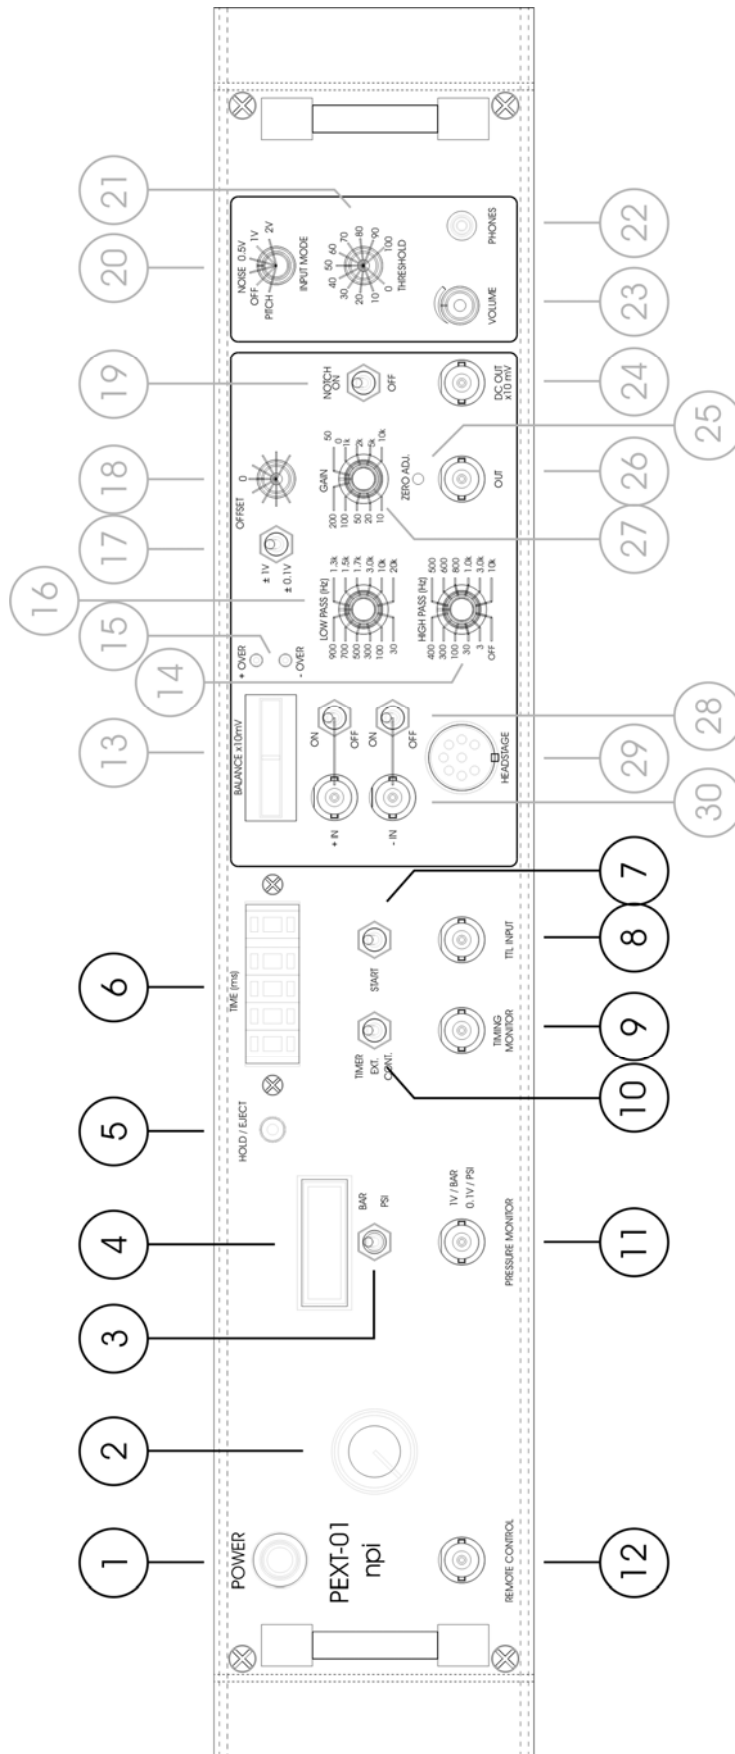 1
2
3
4
5
6
13
14
15
16
17
18
19
20
21
POWER
PEXT-01
npi
REMOTE CONTROL
BAR
PSI
PRESSURE MONITOR
1V / BAR
0.1V / PSI
HOLD / EJECT
TIME (ms)
TIMER
EXT.
CONT.
START
TIMING
MONITOR
TTL INPUT
BALANCE x10mV
+ OVER
- OVER
+ IN
ON
OFF
- IN
ON
OFF
HEADSTAGE
LOW PASS (Hz)
900 1.3k
700 1.5k
500 1.7k
300 3.0k
100 10k
30 20k
HIGH PASS (Hz)
400 500
300 600
100 800
30 1.0k
3 3.0k
OFF 10k
OFFSET
0
± 1V
± 0.1V
GAIN
200 50 0
100 1k
50 2k
20 5k
10 10k
ZERO ADJ.
OUT
NOTCH
ON
OFF
DC OUT
x10 mV
NOISE 0.5V
OFF 1V
PITCH 2V
INPUT MODE
0 10 20 30 40 50 60 70 80 90 100
THRESHOLD
VOLUME
PHONES
12
11
10
9
8
7
30
29
28
27
26
25
24
23
22